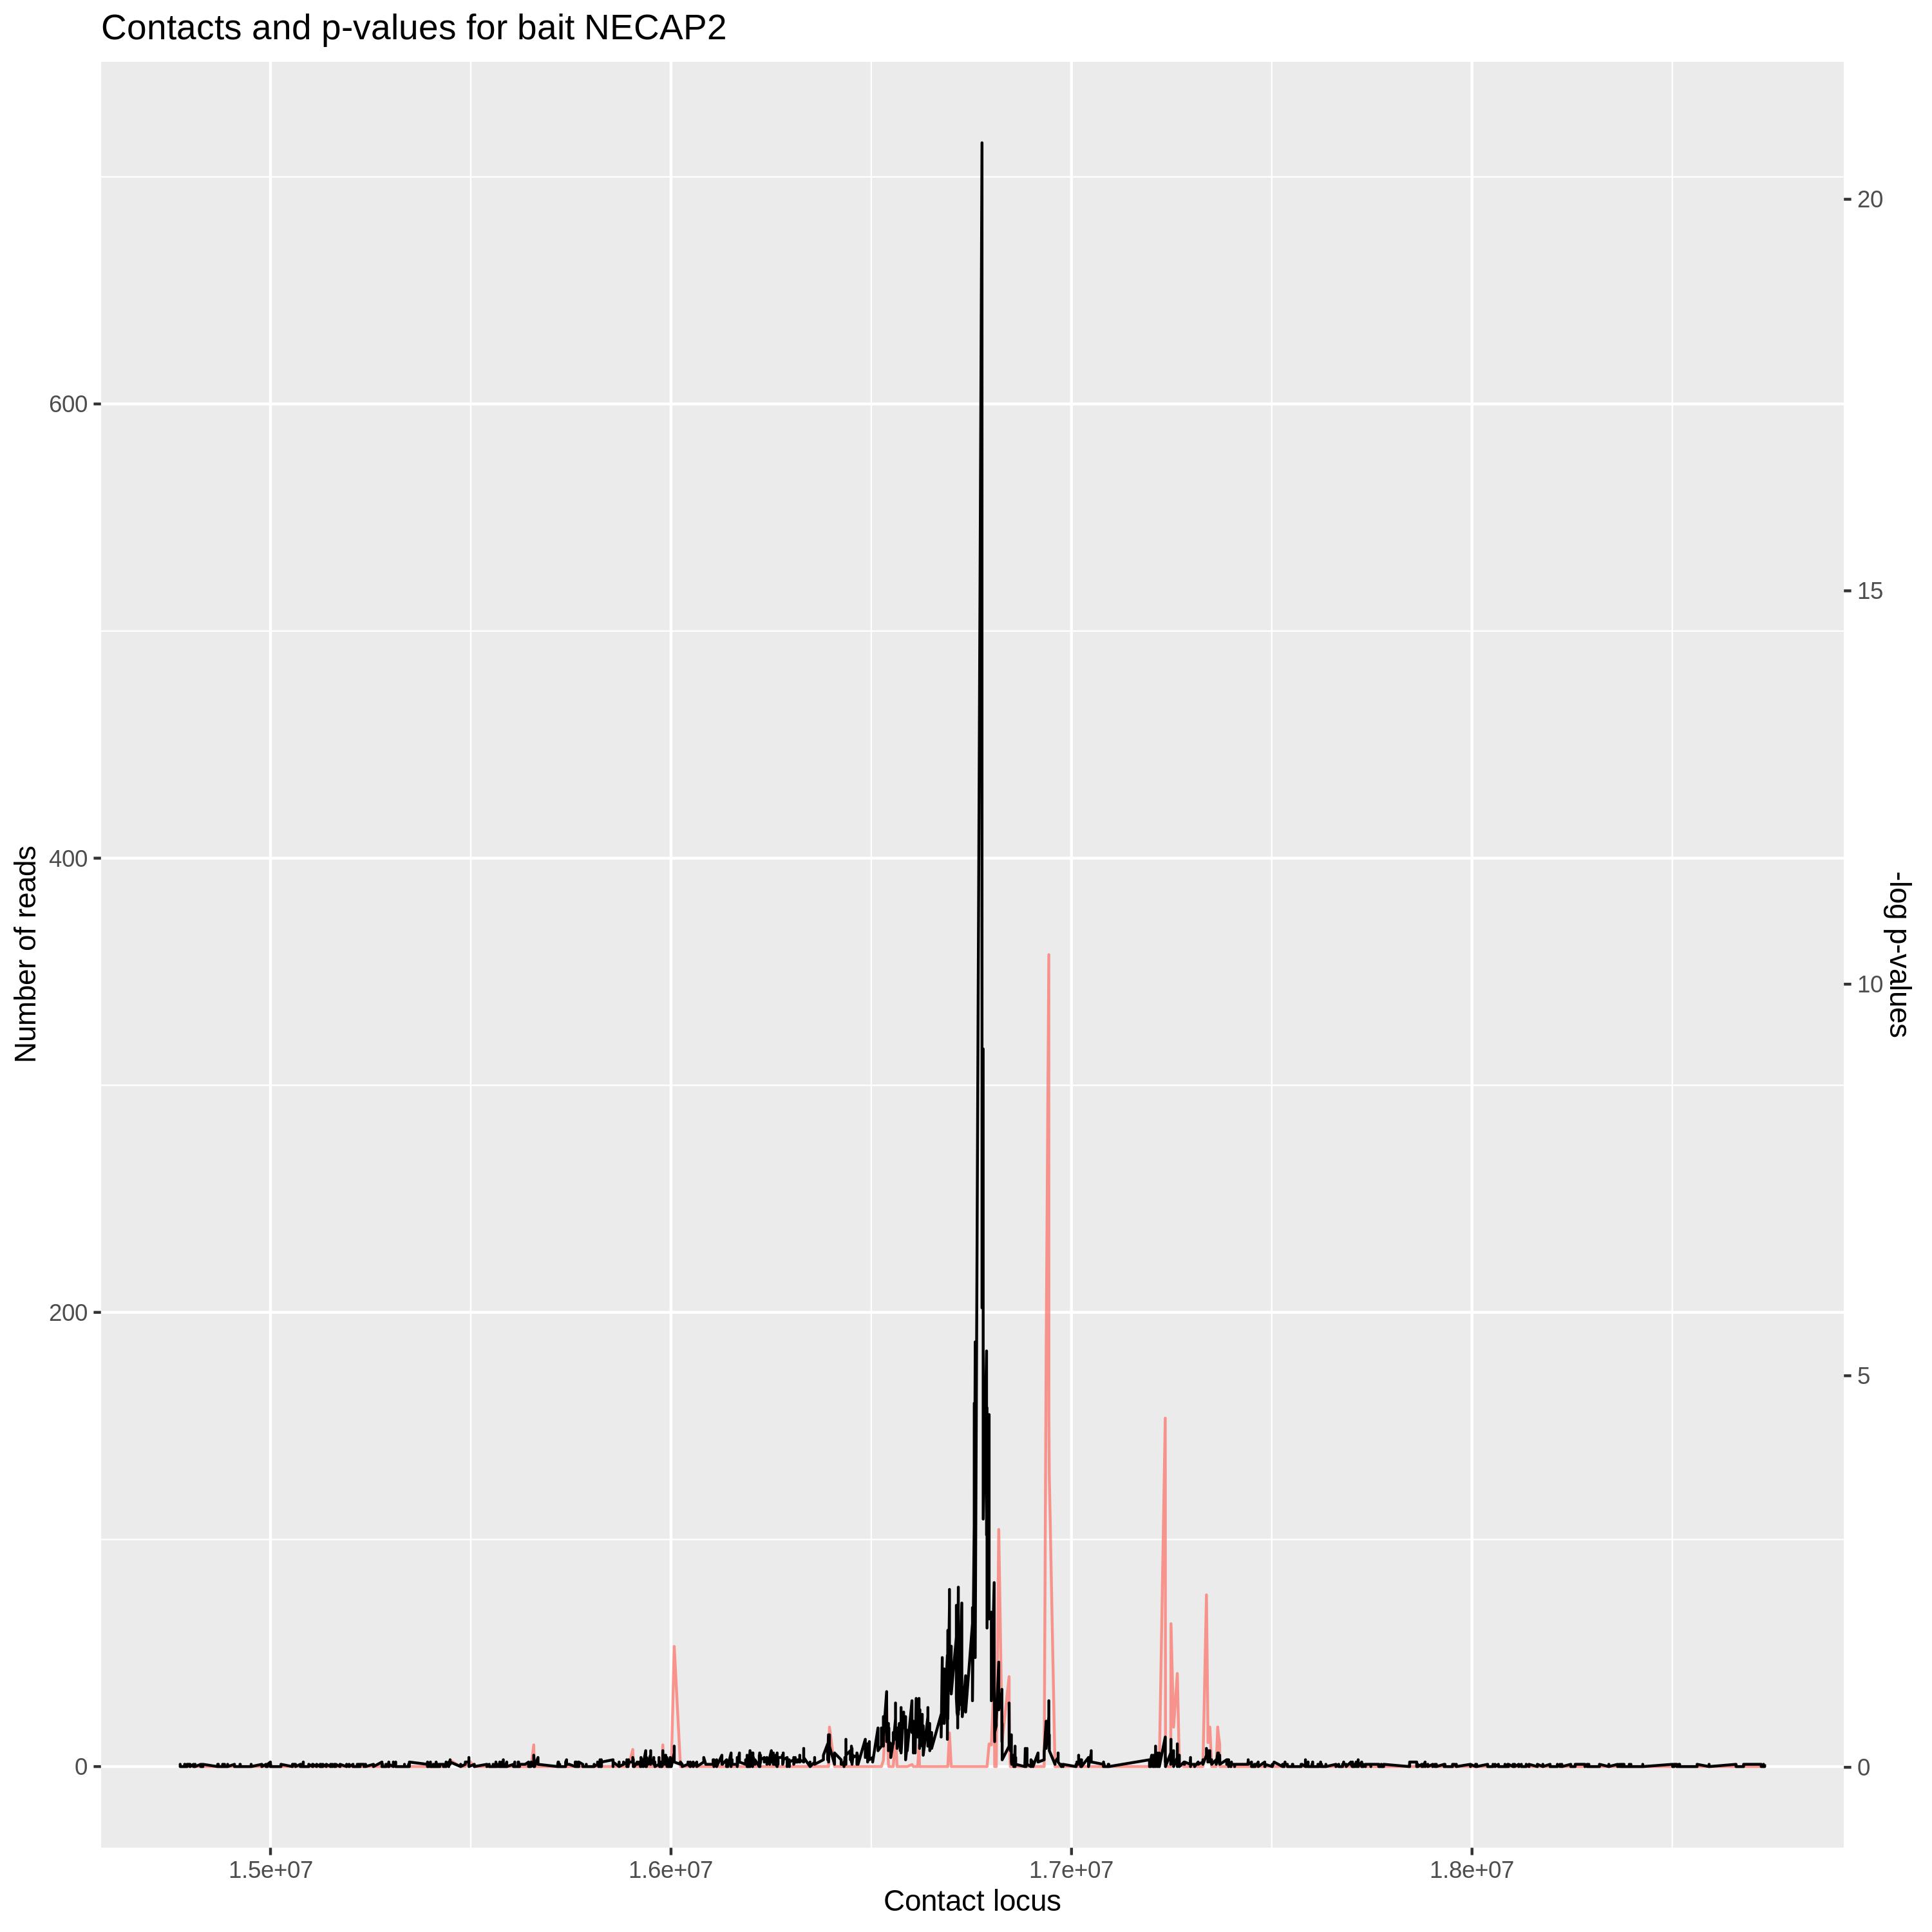 Contacts and p-values for bait NECAP2
Number of reads
600
400
200
0
20
15
10
5
0
-log p-values
1.5e+07
1.6e+07
1.7e+07
1.8e+07
Contact locus